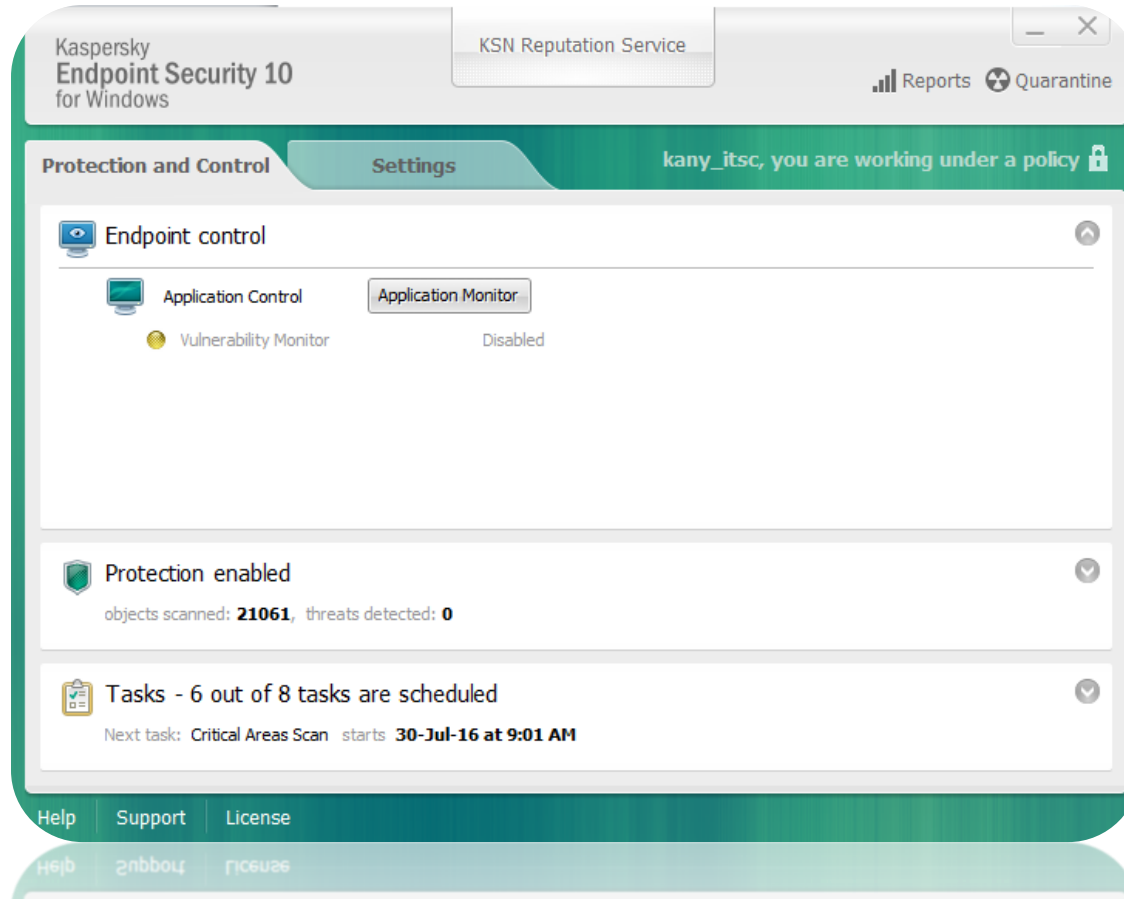 Kaspersky
Endpoint Security 10
for Windows
KSN Reputation Service
Reports Quarantine
Protection and Control Settings kany_itsc, you are working under a policy
Endpoint control
Application Control Application Monitor
Vulnerability Monitor Disabled
Protection enabled
objects scanned: 21061, threats detected: 0
Tasks - 6 out of 8 tasks are scheduled
Next task: Critical Areas Scan starts 30-Jul-16 at 9:01 AM
Help Support License
Help Support License